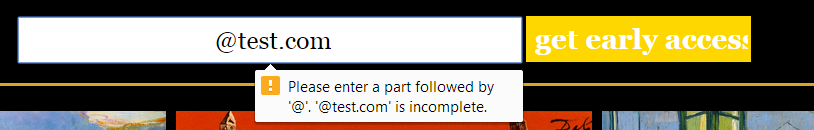 @test.com
get early access
Please enter a part followed by
'@'. '@test.com' is incomplete.